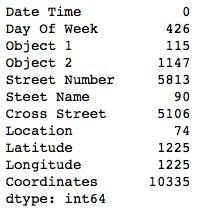 Date Time 0
Day Of Week 426
Object 1 115
Object 2 1147
Street Number 5813
Steet Name 90
Cross Street 5106
Location 74
Latitude 1225
Longitude 1225
Coordinates 10335
dtype: int64